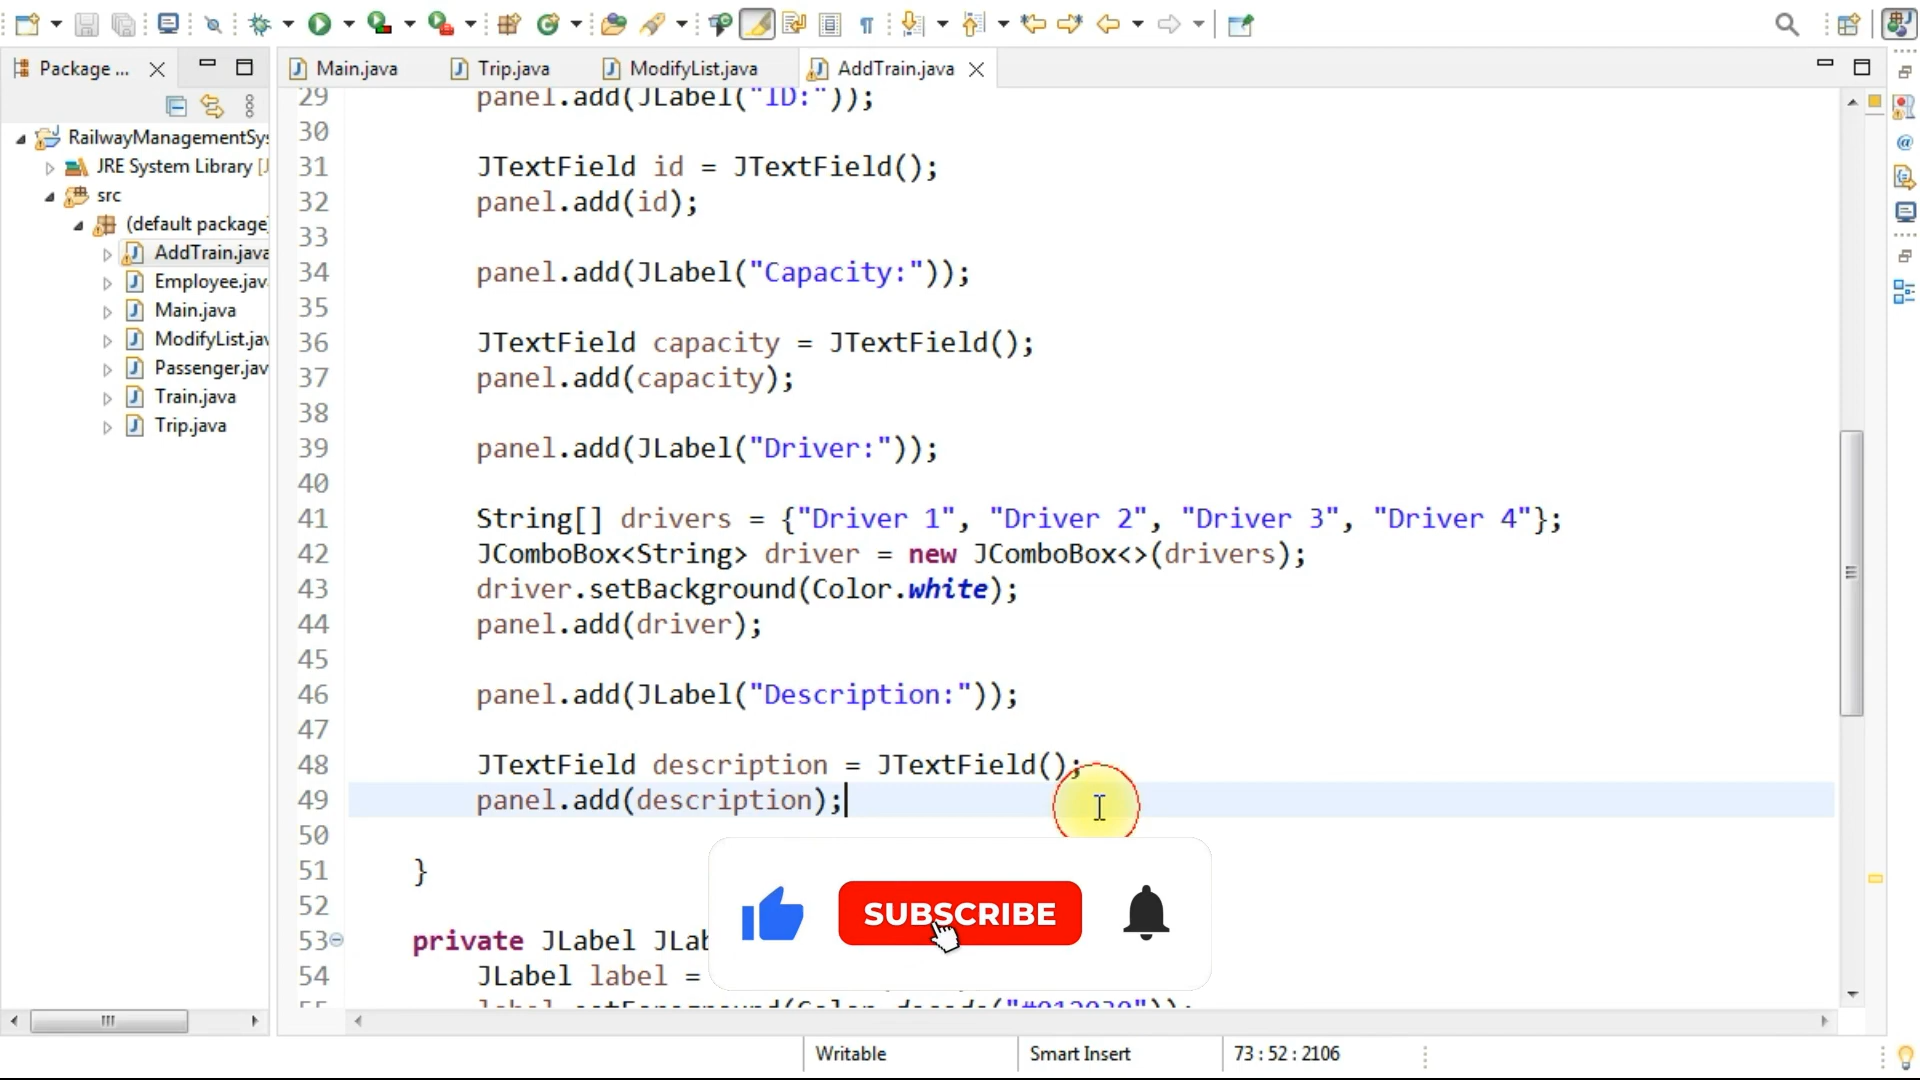 Package ...
Main.java
Trip.java
ModifyList.java
AddTrain.java
RailwayManagementSy
JRE System Library [J
src
(default package
AddTrain.java
Employee.jav
Main.java
ModifyList.jav
Passenger.jav
Train.java
Trip.java
29 panel.add(JLabel("ID:"));
30
31 JTextField id = JTextField();
32 panel.add(id);
33
34 panel.add(JLabel("Capacity:"));
35
36 JTextField capacity = JTextField();
37 panel.add(capacity);
38
39 panel.add(JLabel("Driver:"));
40
41 String[] drivers = {"Driver 1", "Driver 2", "Driver 3", "Driver 4"};
42 JComboBox<String> driver = new JComboBox<>(drivers);
43 driver.setBackground(Color.white);
44 panel.add(driver);
45
46 panel.add(JLabel("Description:"));
47
48 JTextField description = JTextField();
49 panel.add(description);
50
51 }
52
53 private JLabel JLab
54 JLabel label =
SUBSCRIBE
Writable
Smart Insert
73 : 52 : 2106